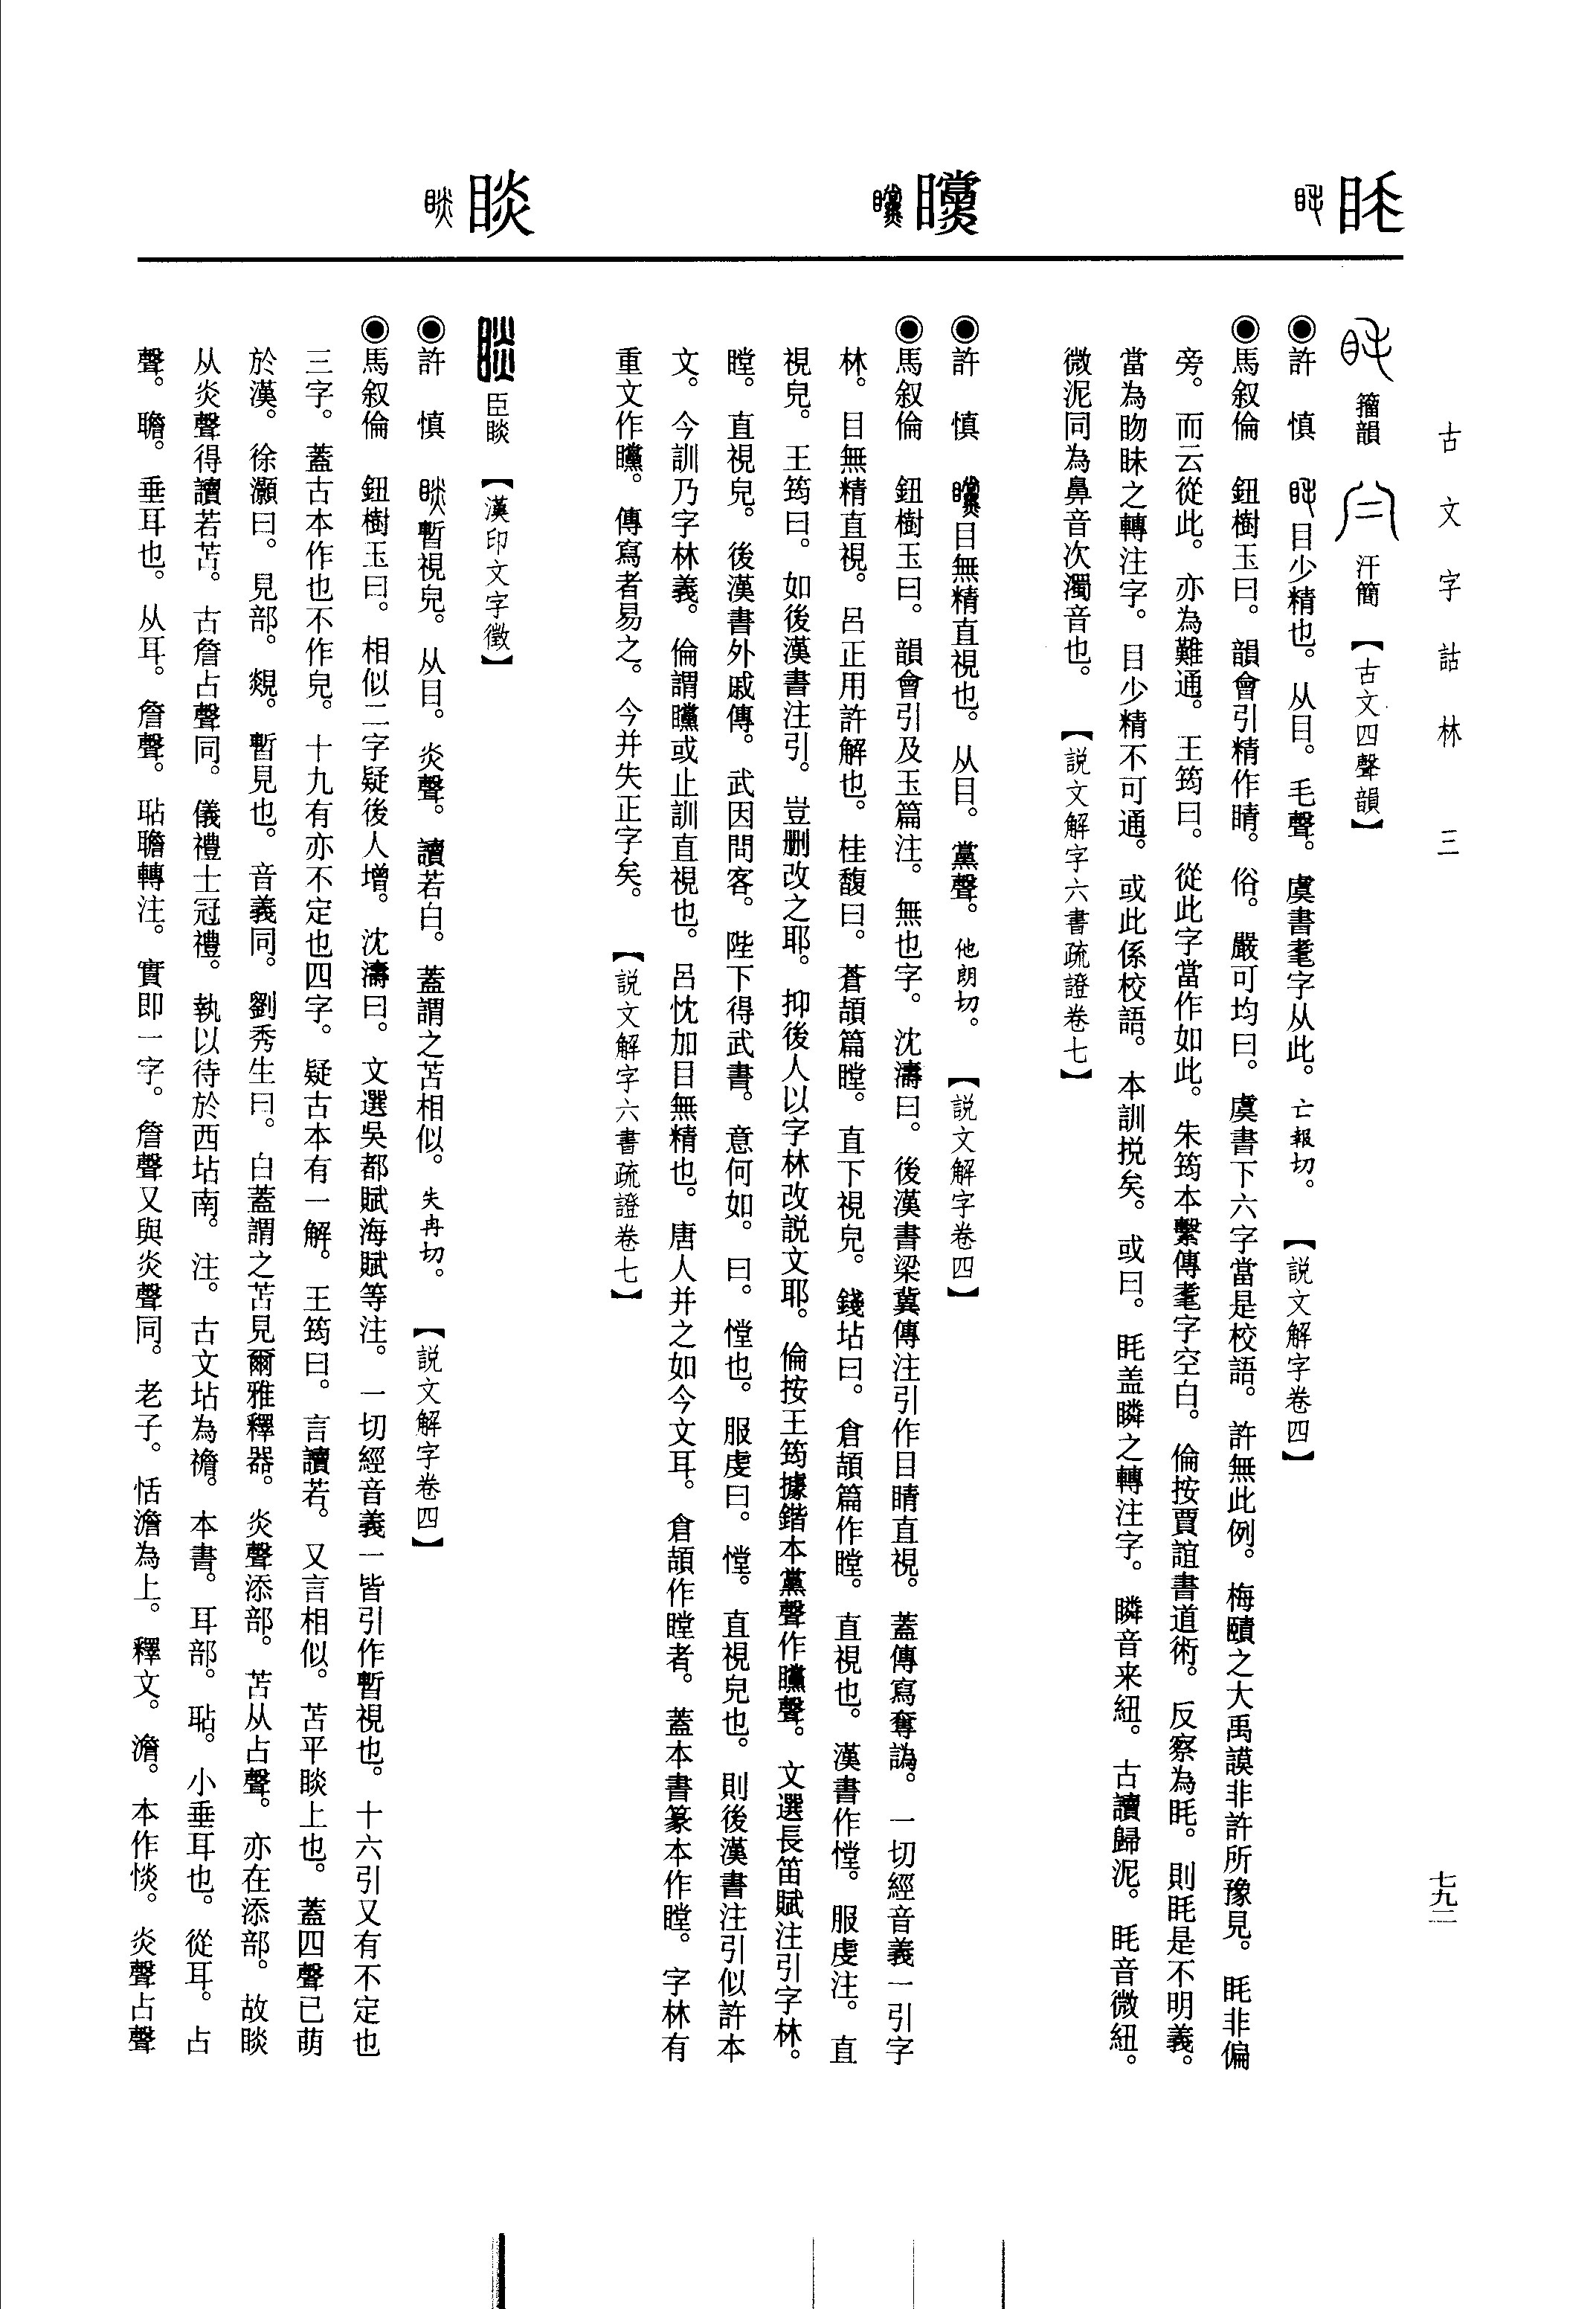 古文字詁林 三
七九二
眊
籀韻 汗簡【古文四聲韻】
◉許 慎 目少精也。从目。毛聲。虞書耄字从此。亡報切。【説文解字卷四】
◉馬叙倫 鈕樹玉曰。韻會引精作睛。俗。嚴可均曰。虞書下六字當是校語。許無此例。梅賾之大禹謨非許所豫見。眊非偏
旁。而云從此。亦為難通。王筠曰。從此字當作如此。朱筠本繫傳耄字空白。倫按賈誼書道術。反察為眊。則眊是不明義。
當為眆眛之轉注字。目少精不可通。或此係校語。本訓挩矣。或曰。眊盖瞵之轉注字。瞵音来紐。古讀歸泥。眊音微紐。
微泥同為鼻音次濁音也。【説文解字六書疏證卷七】
矘
◉許 慎 目無精直視也。从目。黨聲。他朗切。【説文解字卷四】
◉馬叙倫 鈕樹玉曰。韻會引及玉篇注。無也字。沈濤曰。後漢書梁冀傳注引作目睛直視。蓋傳寫奪譌。一切經音義一引字
林。目無精直視。呂正用許解也。桂馥曰。蒼頡篇瞠。直下視皃。錢坫曰。倉頡篇作瞠。直視也。漢書作憆。服虔注。直
視皃。王筠曰。如後漢書注引。豈删改之耶。抑後人以字林改説文耶。倫按王筠據鍇本黨聲作矘聲。文選長笛賦注引字林。
瞠。直視皃。後漢書外戚傳。武因問客。陛下得武書。意何如。曰。憆也。服虔曰。憆。直視皃也。則後漢書注引似許本
文。今訓乃字林義。倫謂矘或止訓直視也。呂忱加目無精也。唐人并之如今文耳。倉頡作瞠者。蓋本書篆本作瞠。字林有
重文作矘。傳寫者易之。今并失正字矣。【説文解字六書疏證卷七】
睒
臣睒【漢印文字徵】
◉許 慎 暫視皃。从目。炎聲。讀若白。蓋謂之苫相似。失冉切。【説文解字卷四】
◉馬叙倫 鈕樹玉曰。相似二字疑後人增。沈濤曰。文選吳都賦海賦等注。一切經音義一皆引作暫視也。十六引又有不定也
三字。蓋古本作也不作皃。十九有亦不定也四字。疑古本有一解。王筠曰。言讀若。又言相似。苫平睒上也。蓋四聲已萌
於漢。徐灝曰。見部。覢。暫見也。音義同。劉秀生曰。白蓋謂之苫見爾雅釋器。炎聲添部。苫从占聲。亦在添部。故睒
从炎聲得讀若苫。古詹占聲同。儀禮士冠禮。執以待於西坫南。注。古文坫為襜。本書。耳部。耴。小垂耳也。從耳。占
聲。瞻。垂耳也。从耳。詹聲。聑聸轉注。實即一字。詹聲又與炎聲同。老子。恬澹為上。釋文。澹。本作惔。炎聲占聲